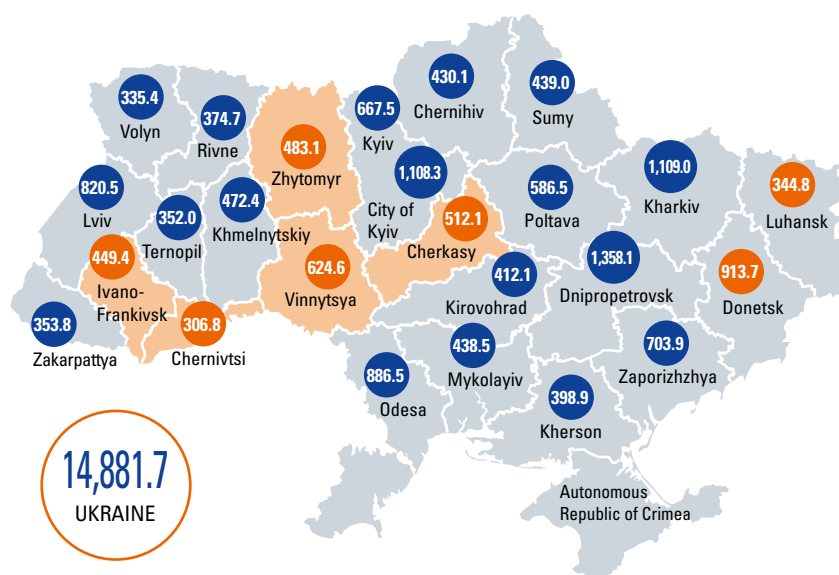 430.1
Chernihiv
439.0
Sumy
335.4
Volyn
374.7
Rivne
667.5
Kyiv
483.1
Zhytomyr
1,108.3
City of
Kyiv
1,109.0
Kharkiv
344.8
Luhansk
820.5
Lviv
352.0
Ternopil
472.4
Khmelnytskiy
512.1
Cherkasy
586.5
Poltava
449.4
Ivano-
Frankivsk
624.6
Vinnytsya
412.1
Kirovohrad
1,358.1
Dnipropetrovsk
913.7
Donetsk
353.8
Zakarpattya
306.8
Chernivtsi
438.5
Mykolayiv
703.9
Zaporizhzhya
886.5
Odesa
398.9
Kherson
14,881.7
UKRAINE
Autonomous
Republic of Crimea